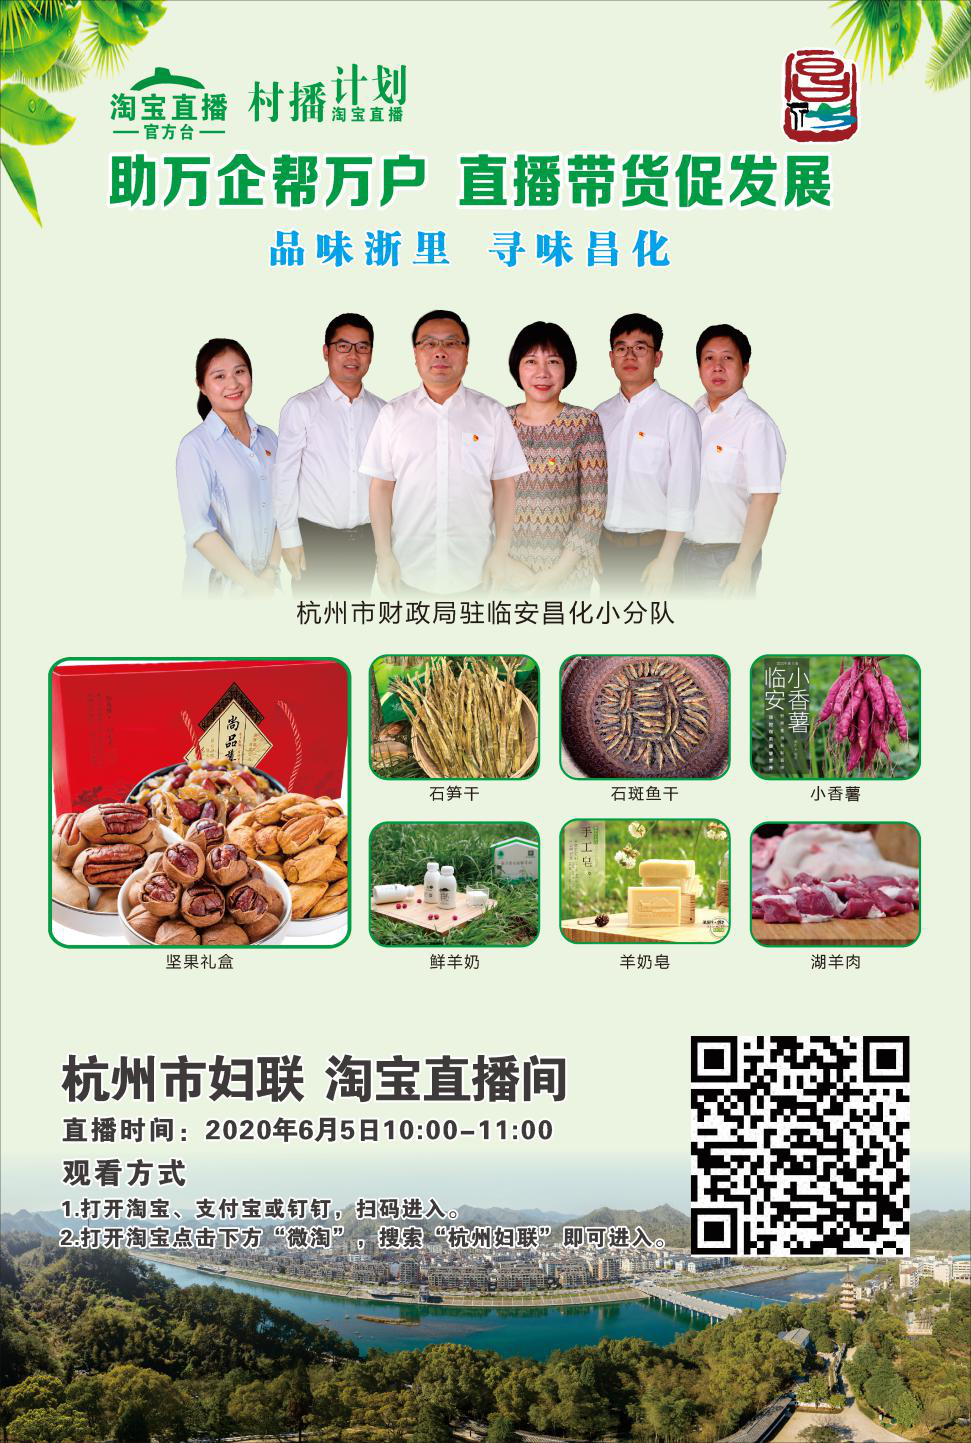 淘宝直播
官方台
村播计划
淘宝直播
助万企帮万户 直播带货促发展
品味浙里 寻味昌化
杭州市财政局驻临安昌化小分队
尚品
坚果礼盒
石笋干
石斑鱼干
临安
小香薯
小香薯
鲜羊奶
手工皂。
羊奶皂
湖羊肉
杭州市妇联 淘宝直播间
直播时间：2020年6月5日10:00-11:00
观看方式
1.打开淘宝、支付宝或钉钉，扫码进入。
2.打开淘宝点击下方“微淘”，搜索“杭州妇联”即可进入。